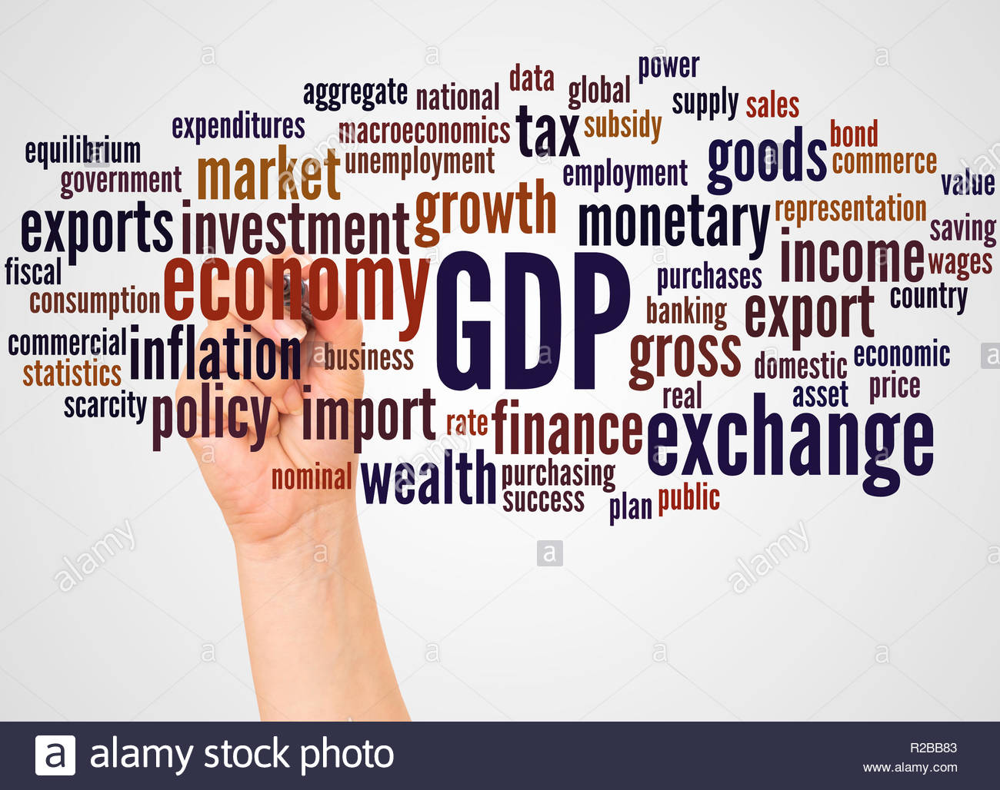 power
data
aggregate national global
supply sales
expenditures macroeconomics tax subsidy
equilibrium bond
government market unemployment employment goods commerce
value
exports investment growth monetary representation
saving
fiscal economy GDP purchases income wages
consumption banking export country
commercial inflation business gross domestic economic
statistics price
scarcity policy import rate finance real asset
exchange
nominal wealth purchasing
success plan public
alamy
alamy
a alamy stock photo
R2BB83
www.alamy.com